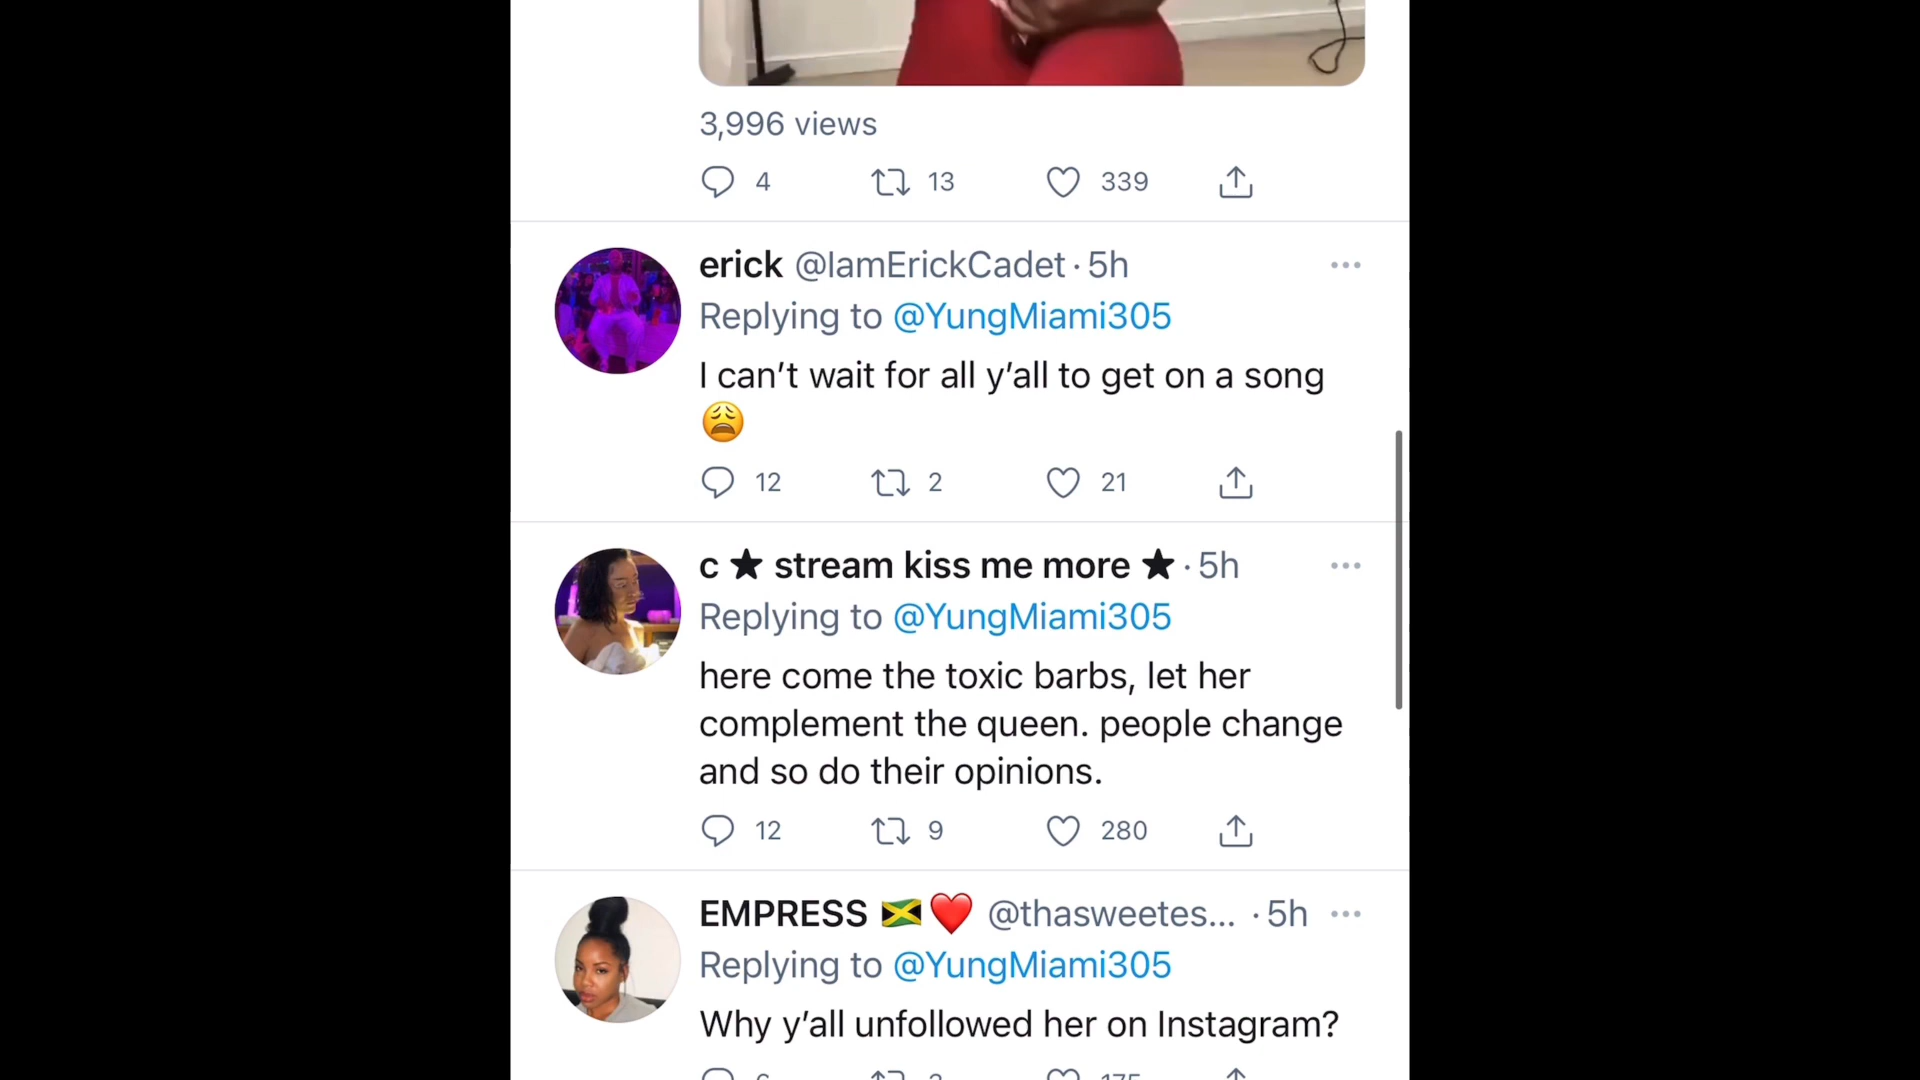 3,996 views
4 13 339
erick @IamErickCadet · 5h
Replying to @YungMiami305
I can't wait for all y'all to get on a song
😩
12 2 21
c ★ stream kiss me more ★ · 5h
Replying to @YungMiami305
here come the toxic barbs, let her
complement the queen. people change
and so do their opinions.
12 9 280
EMPRESS 🇯🇲❤️ @thasweetes... · 5h
Replying to @YungMiami305
Why y'all unfollowed her on Instagram?